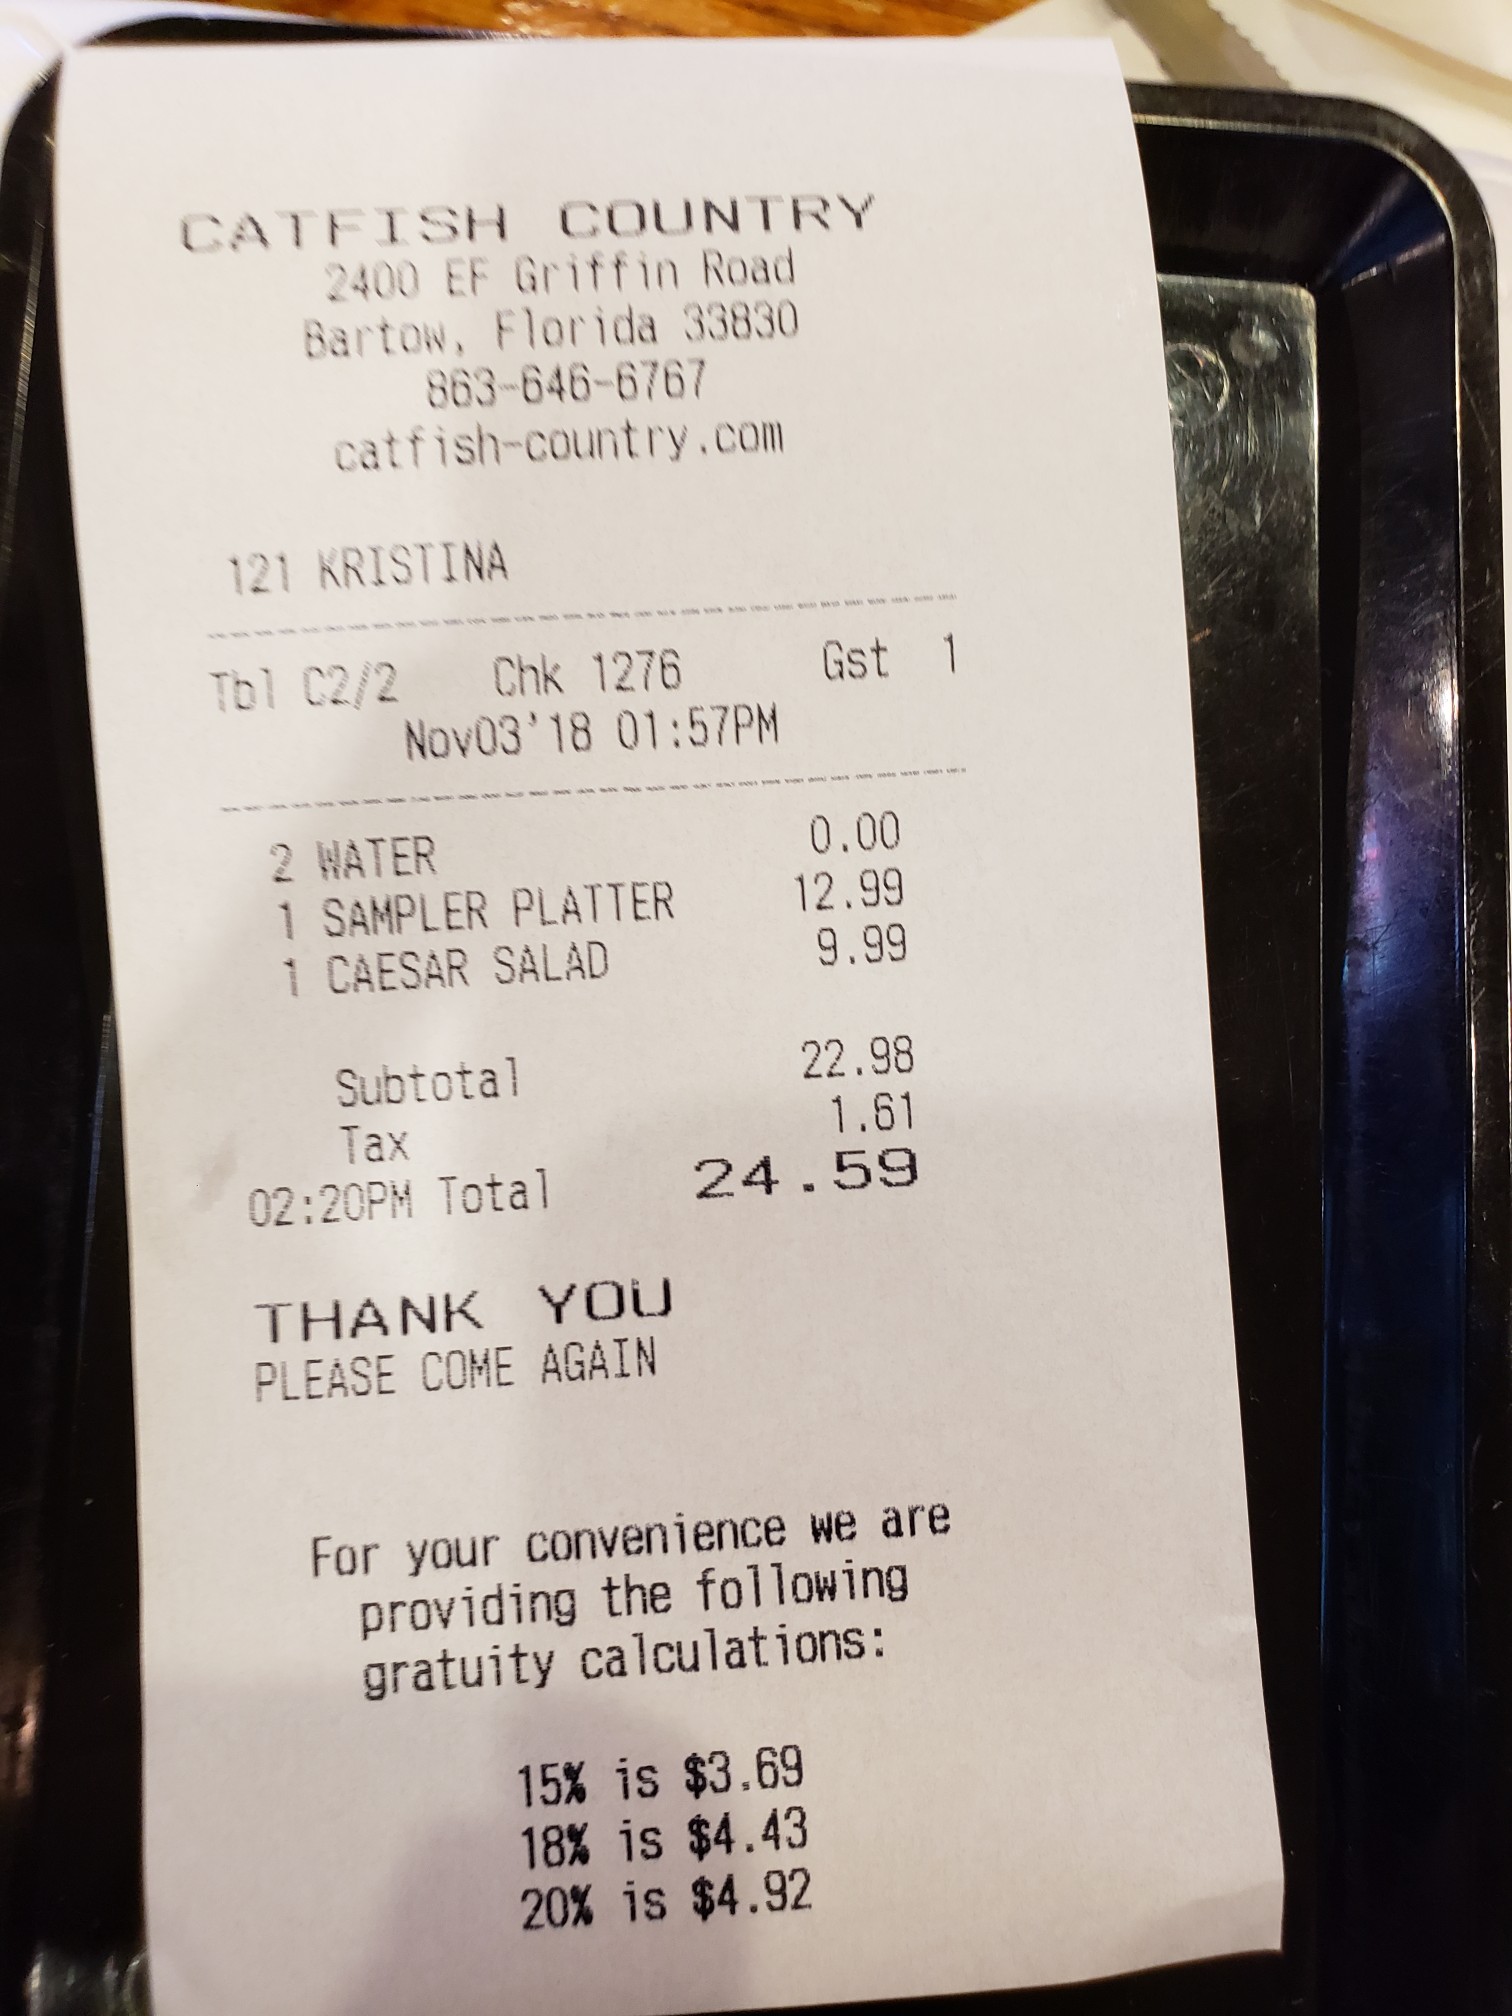 CATFISH COUNTRY
2400 EF Griffin Road
Bartow, Florida 33830
863-646-6767
catfish-country.com
121 KRISTINA
Tbl C2/2 Chk 1276 Gst 1
Nov03'18 01:57PM
2 WATER 0.00
1 SAMPLER PLATTER 12.99
1 CAESAR SALAD 9.99
Subtotal 22.98
Tax 1.61
02:20PM Total 24.59
THANK YOU
PLEASE COME AGAIN
For your convenience we are
providing the following
gratuity calculations:
15% is $3.69
18% is $4.43
20% is $4.92